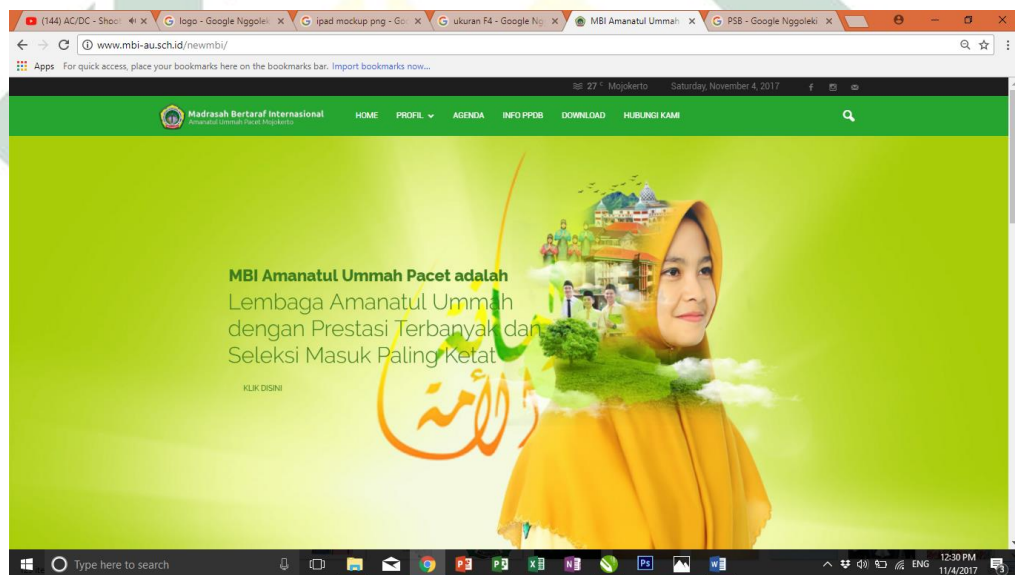 (144) AC/DC - Shoot
logo - Google Nggolek
ipad mockup png - Go
ukuran F4 - Google Ng
MBI Amanatul Ummah
PSB - Google Nggoleki
www.mbi-au.sch.id/newmbi/
Apps For quick access, place your bookmarks here on the bookmarks bar. Import bookmarks now...
27 C Mojokerto Saturday, November 4, 2017
Madrasah Bertaraf Internasional
Amanatul Ummah Pacet Mojokerto
HOME PROFIL AGENDA INFO PPDB DOWNLOAD HUBUNGI KAMI
MBI Amanatul Ummah Pacet adalah
Lembaga Amanatul Ummah
dengan Prestasi Terbanyak dan
Seleksi Masuk Paling Ketat
KLIK DISINI
أمانة
الأمة
Type here to search
ENG
12:30 PM
11/4/2017